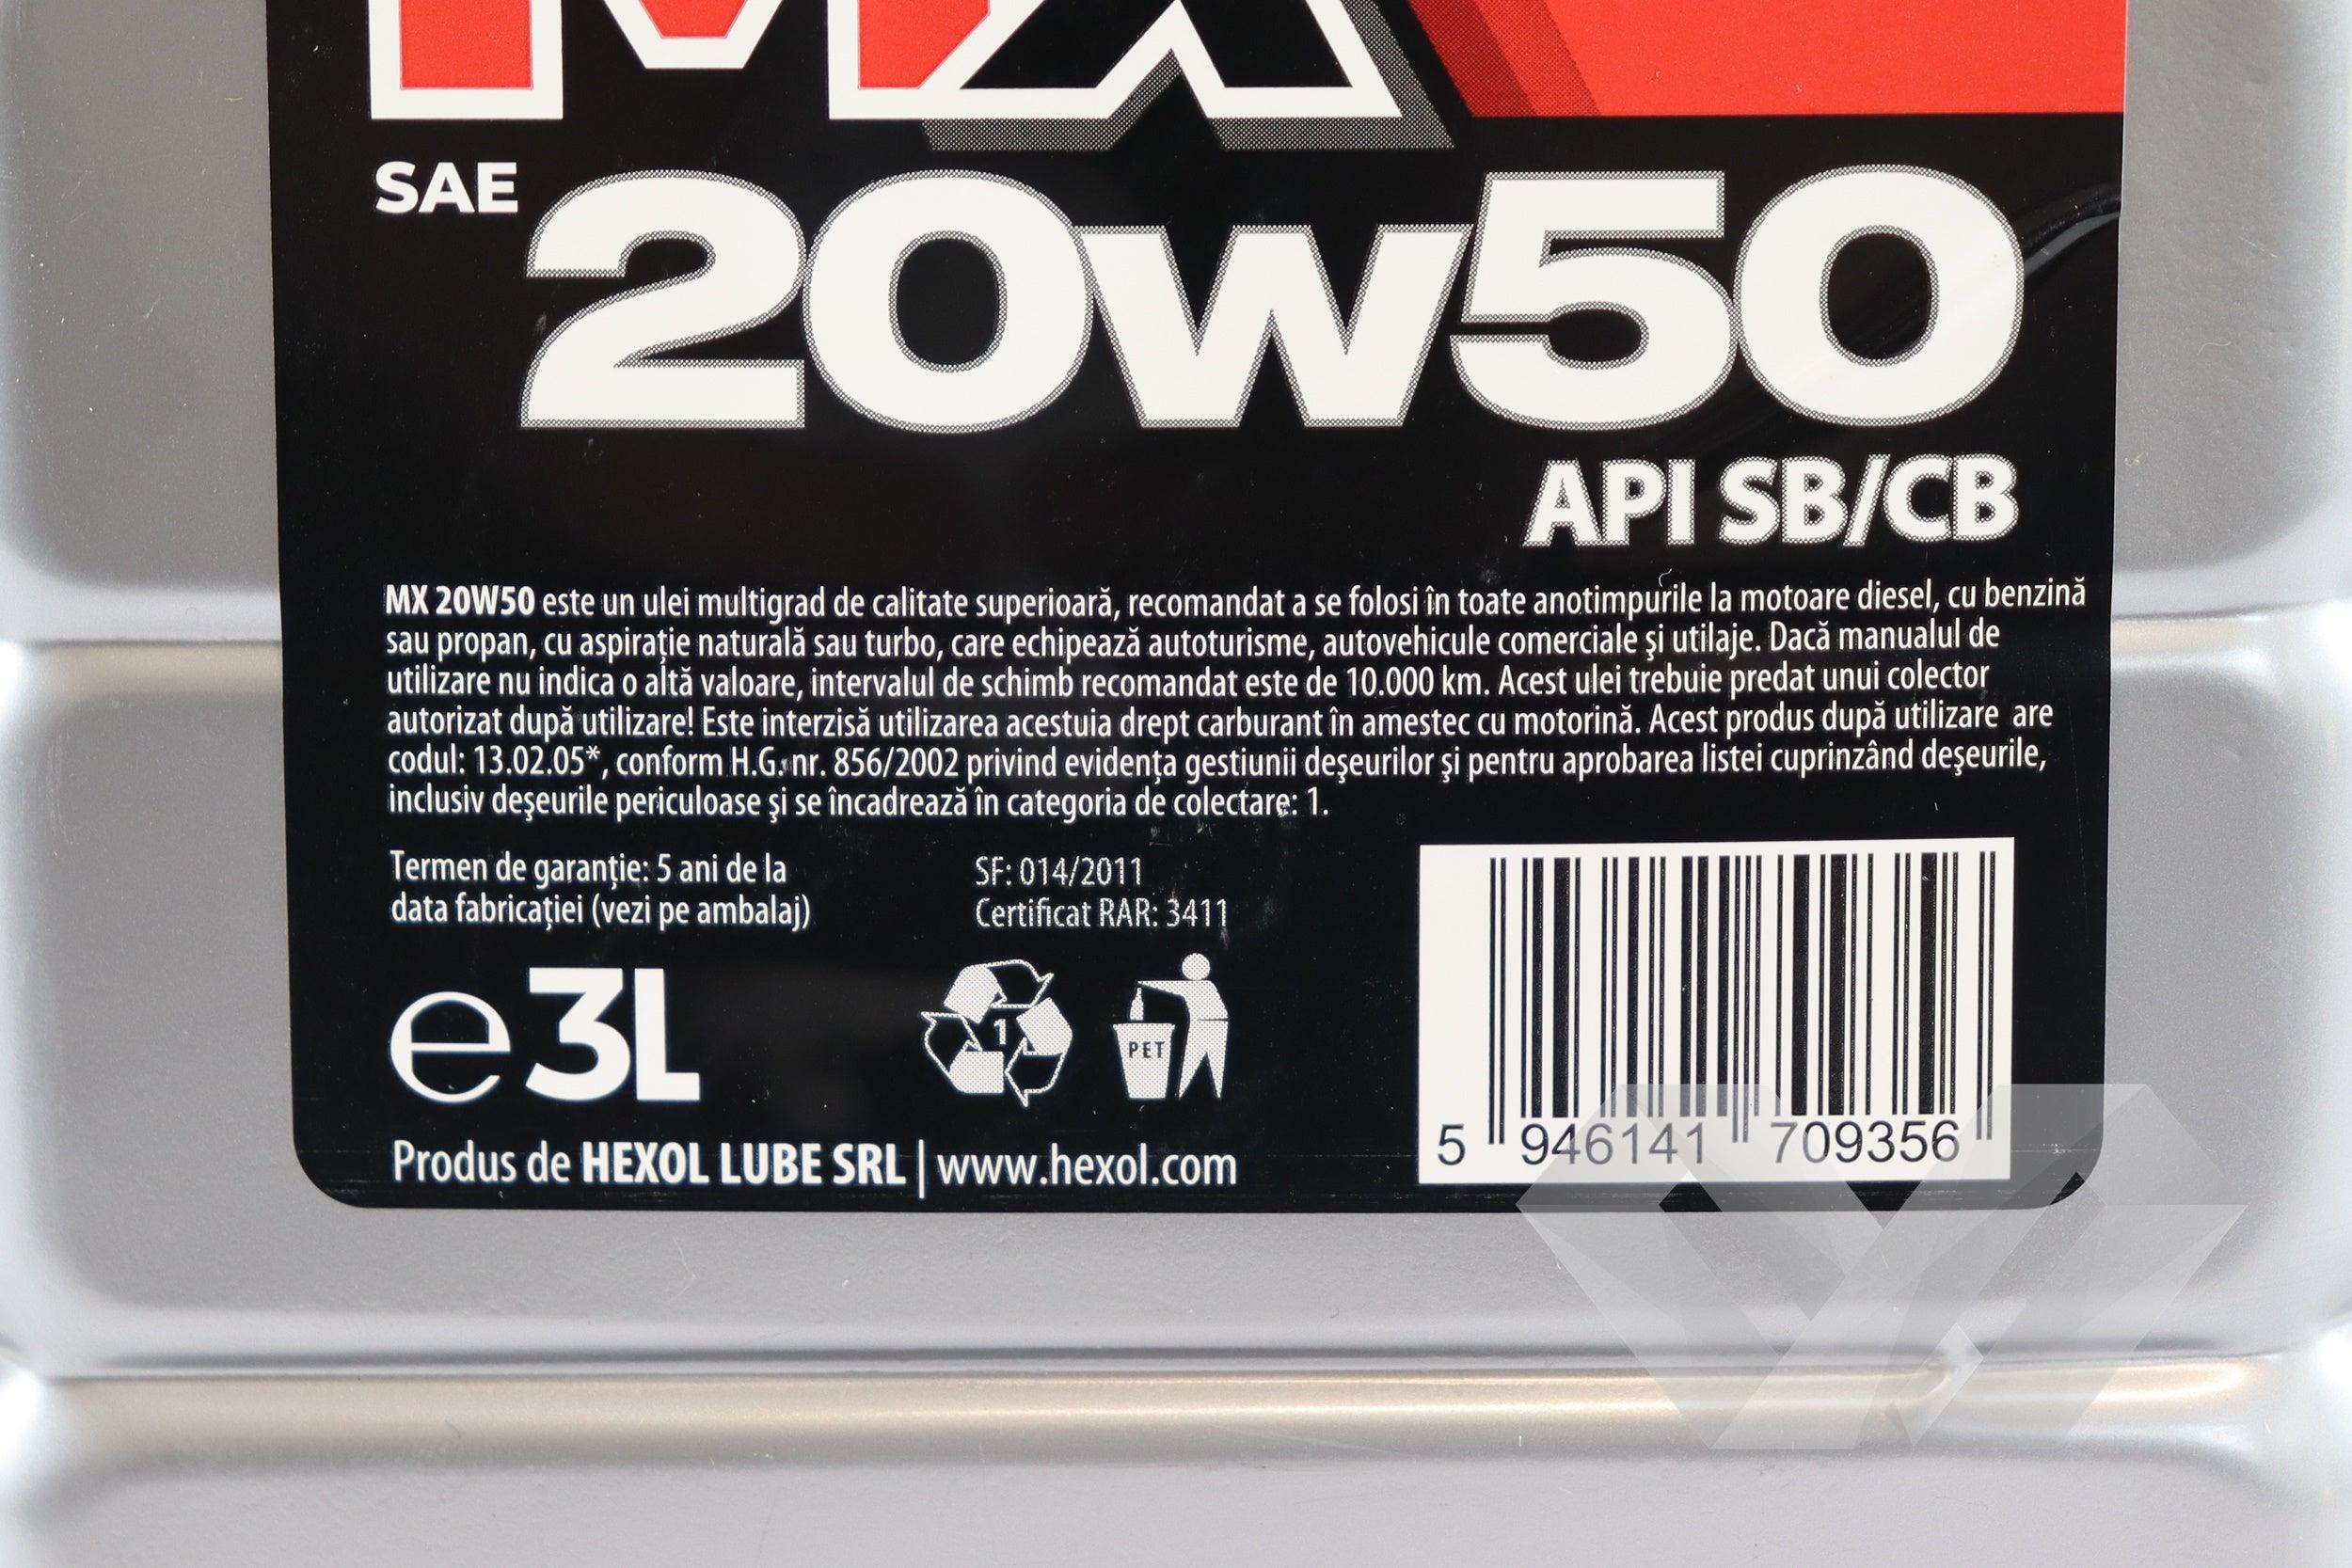 MX
SAE
20W50
API SB/CB
MX 20W50 este un ulei multigrad de calitate superioară, recomandat a se folosi în toate anotimpurile la motoare diesel, cu benzină
sau propan, cu aspirație naturală sau turbo, care echipează autoturisme, autovehicule comerciale şi utilaje. Dacă manualul de
utilizare nu indica o altă valoare, intervalul de schimb recomandat este de 10.000 km. Acest ulei trebuie predat unui colector
autorizat după utilizare! Este interzisă utilizarea acestuia drept carburant în amestec cu motorină. Acest produs după utilizare are
codul: 13.02.05*, conform H.G. nr. 856/2002 privind evidența gestiunii deşeurilor şi pentru aprobarea listei cuprinzând deşeurile,
inclusiv deşeurile periculoase şi se încadrează în categoria de colectare: 1.
Termen de garanție: 5 ani de la
data fabricației (vezi pe ambalaj)
SF: 014/2011
Certificat RAR: 3411
e 3L
1
PET
5 946141 709356
Produs de HEXOL LUBE SRL | www.hexol.com